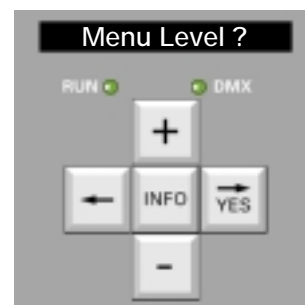 Menu Level ?
RUN DMX
+
INFO YES
-